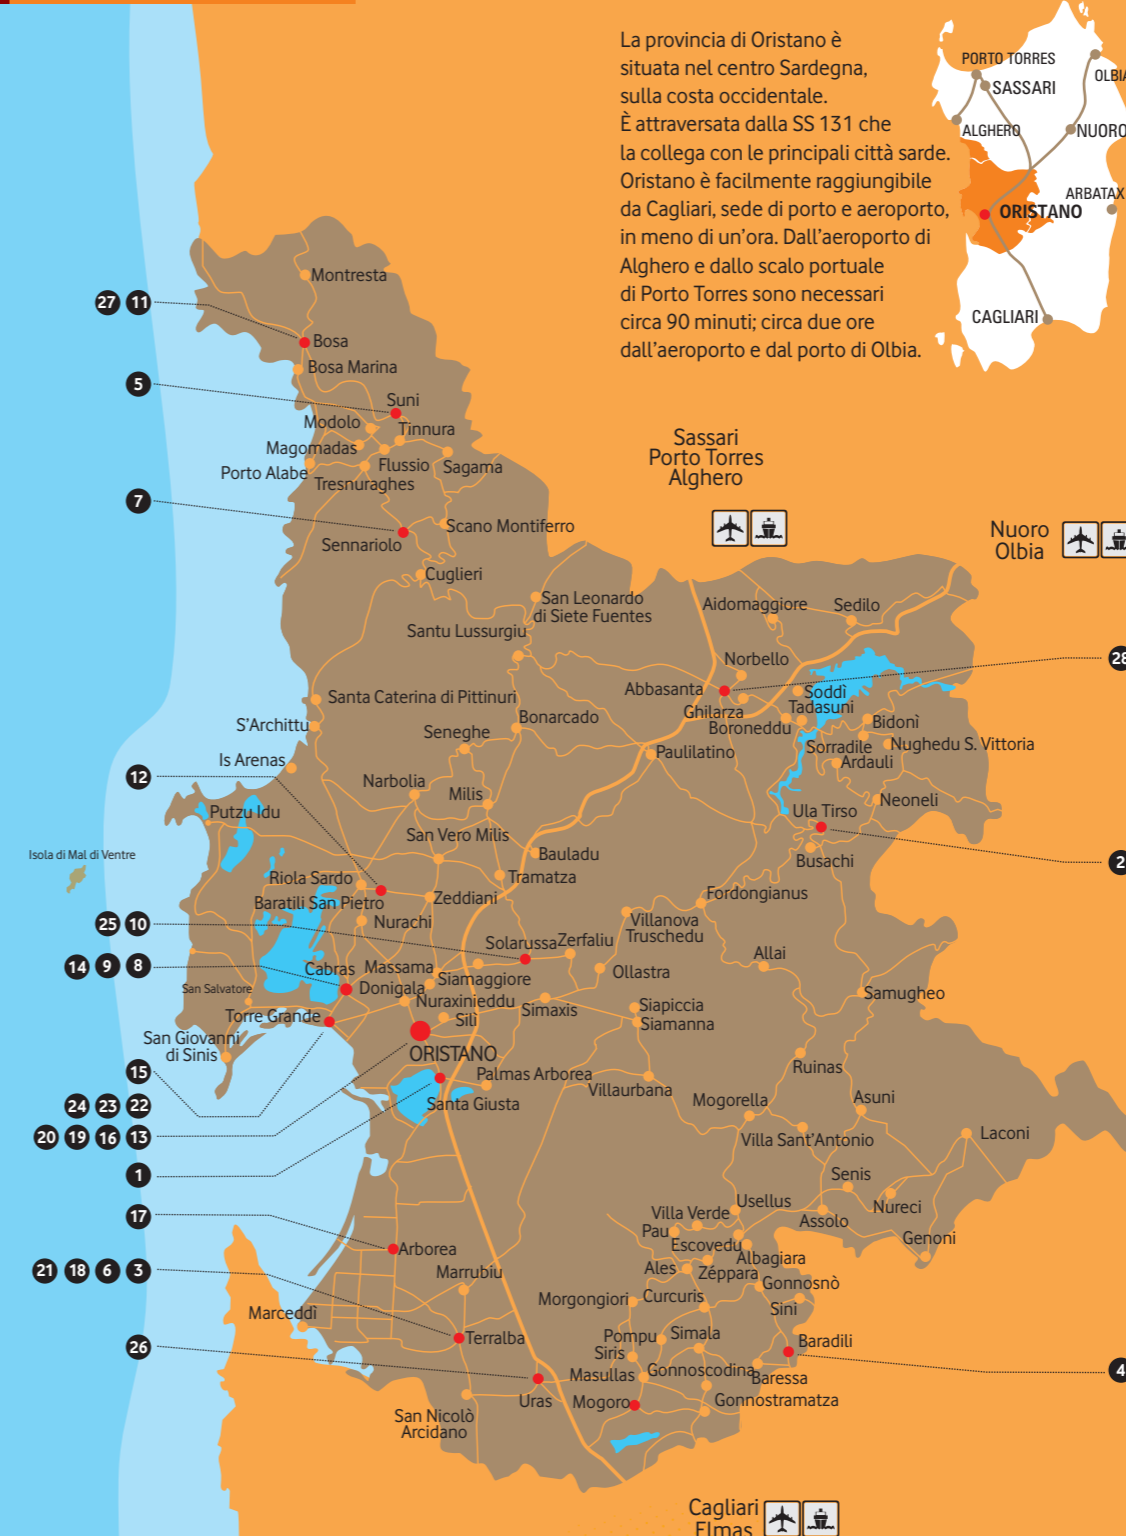 La provincia di Oristano è
situata nel centro Sardegna,
sulla costa occidentale.
È attraversata dalla SS 131 che
la collega con le principali città sarde.
Oristano è facilmente raggiungibile
da Cagliari, sede di porto e aeroporto,
in meno di un'ora. Dall'aeroporto di
Alghero e dallo scalo portuale
di Porto Torres sono necessari
circa 90 minuti; circa due ore
dall'aeroporto e dal porto di Olbia.
PORTO TORRES
OLBIA
SASSARI
ALGHERO
NUORO
ARBATAX
ORISTANO
CAGLIARI
Sassari
Porto Torres
Alghero
Nuoro
Olbia
Montresta
27 11
Bosa
Bosa Marina
5
Suni
Modolo
Tinnura
Magomadas
Flussio
Sagama
Porto Alabe
Tresnuraghes
7
Scano Montiferro
Sennariolo
Cuglieri
San Leonardo
di Siete Fuentes
Santu Lussurgiu
Aidomaggiore
Sedilo
Norbello
28
Abbasanta
Soddì
Ghilarza
Tadasuni
Boroneddu
Bidonì
Santa Caterina di Pittinuri
S'Archittu
Bonarcado
Seneghe
Sorradile
Nughedu S. Vittoria
Paulilatino
Ardauli
Is Arenas
12
Narbolia
Milis
Neoneli
Ula Tirso
Putzu Idu
San Vero Milis
Bauladu
Busachi
2
Isola di Mal di Ventre
Tramatza
Riola Sardo
Baratili San Pietro
Zeddiani
Fordongianus
Nurachi
Villanova
Truschedu
25 10
Solarussa
Zerfaliu
Allai
14 9 8
Cabras
Massama
Siamaggiore
Ollastra
Donigala
San Salvatore
Nuraxinieddu
Simaxis
Siapiccia
Samugheo
Torre Grande
Silì
Siamanna
San Giovanni
di Sinis
ORISTANO
Ruinas
15
Palmas Arborea
Villaurbana
24 23 22
Santa Giusta
Mogorella
Asuni
20 19 16 13
Villa Sant'Antonio
Laconi
1
Senis
17
Villa Verde
Usellus
Nureci
Pau
Assolo
Arborea
Escovedu
Genoni
Albagiara
21 18 6 3
Marrubiu
Ales
Zéppara
Gonnosnò
Morgongiori
Curcuris
Sini
Marceddì
Terralba
Pompu
Simala
Baradili
26
Siris
Masullas
Gonnoscodina
Baressa
4
Uras
Mogoro
Gonnostramatza
San Nicolò
Arcidano
Cagliari
Elmas